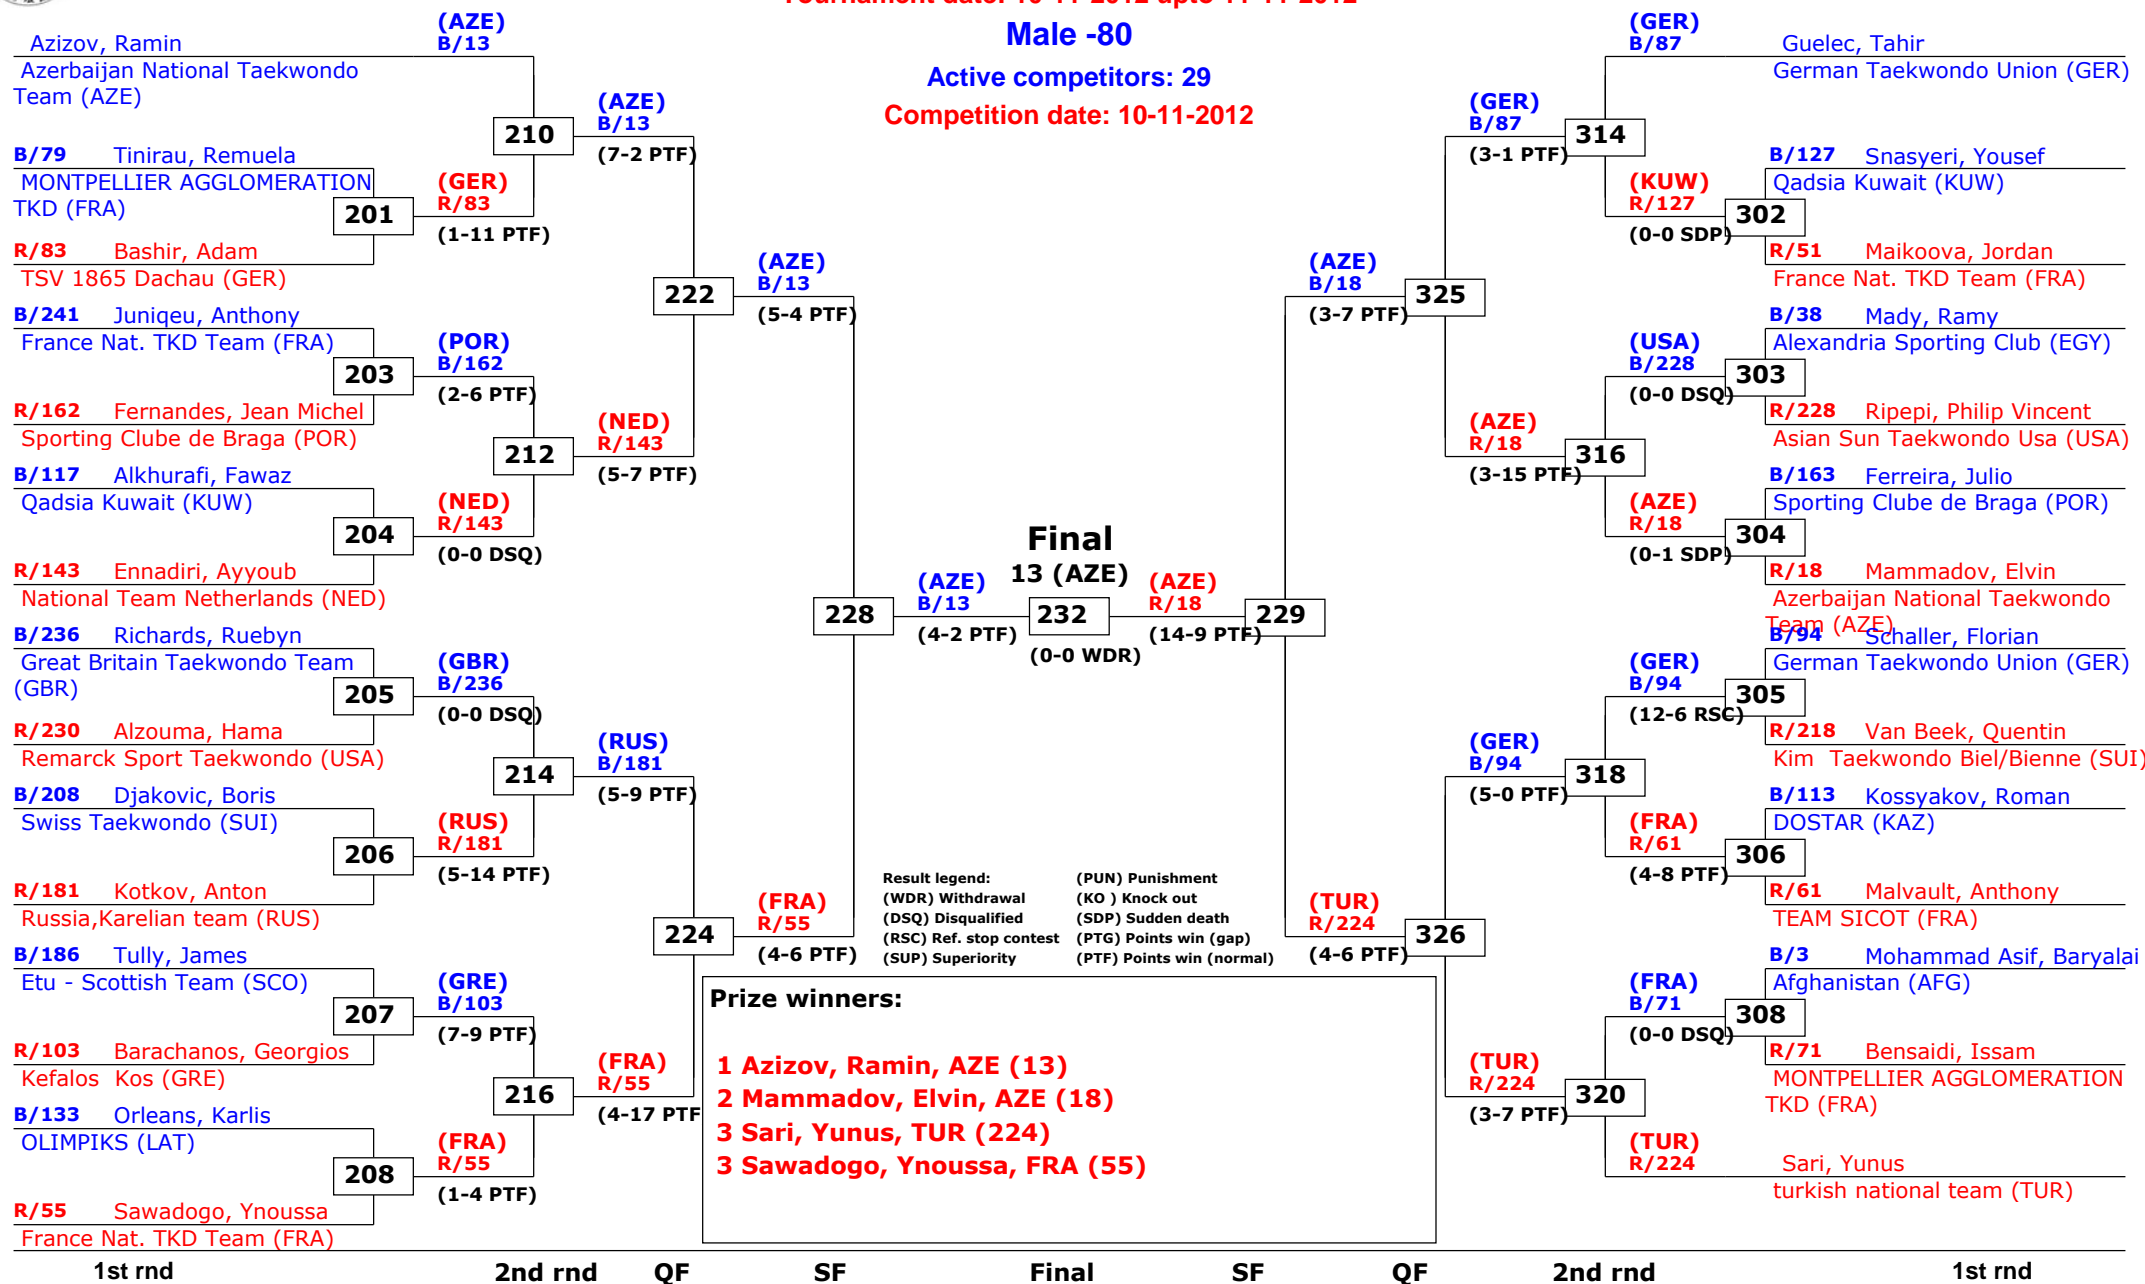 Tournament date: 10-11-2012 upto 11-11-2012
Male -80
Active competitors: 29
Competition date: 10-11-2012
(AZE)
B/13
Azizov, Ramin
Azerbaijan National Taekwondo
Team (AZE)
B/79 Tinirau, Remuela
MONTPELLIER AGGLOMERATION
TKD (FRA)
201
R/83 Bashir, Adam
TSV 1865 Dachau (GER)
B/241 Juniqeu, Anthony
France Nat. TKD Team (FRA)
203
R/162 Fernandes, Jean Michel
Sporting Clube de Braga (POR)
B/117 Alkhurafi, Fawaz
Qadsia Kuwait (KUW)
204
R/143 Ennadiri, Ayyoub
National Team Netherlands (NED)
B/236 Richards, Ruebyn
Great Britain Taekwondo Team
(GBR)
205
R/230 Alzouma, Hama
Remarck Sport Taekwondo (USA)
B/208 Djakovic, Boris
Swiss Taekwondo (SUI)
206
R/181 Kotkov, Anton
Russia,Karelian team (RUS)
B/186 Tully, James
Etu - Scottish Team (SCO)
207
R/103 Barachanos, Georgios
Kefalos Kos (GRE)
B/133 Orleans, Karlis
OLIMPIKS (LAT)
208
R/55 Sawadogo, Ynoussa
France Nat. TKD Team (FRA)
(GER)
R/83
(1-11 PTF)
(POR)
B/162
(2-6 PTF)
(NED)
R/143
(0-0 DSQ)
(GBR)
B/236
(0-0 DSQ)
(RUS)
R/181
(5-14 PTF)
(GRE)
B/103
(7-9 PTF)
(FRA)
R/55
(1-4 PTF)
210
212
214
216
(AZE)
B/13
(7-2 PTF)
(NED)
R/143
(5-7 PTF)
(RUS)
B/181
(5-9 PTF)
(FRA)
R/55
(4-17 PTF
222
224
(AZE)
B/13
(5-4 PTF)
(FRA)
R/55
(4-6 PTF)
228
(AZE)
B/13
(4-2 PTF)
Final
13 (AZE)
232
(0-0 WDR)
(AZE)
R/18
(14-9 PTF)
229
(AZE)
B/18
(3-7 PTF)
(TUR)
R/224
(4-6 PTF)
325
326
(GER)
B/87
(3-1 PTF)
(AZE)
R/18
(3-15 PTF)
(GER)
B/94
(5-0 PTF)
(TUR)
R/224
(3-7 PTF)
314
316
318
320
(GER)
B/87
(KUW)
R/127
(0-0 SDP)
(USA)
B/228
(0-0 DSQ)
(AZE)
R/18
(0-1 SDP)
(GER)
B/94
(12-6 RSC)
(FRA)
R/61
(4-8 PTF)
(FRA)
B/71
(0-0 DSQ)
(TUR)
R/224
Guelec, Tahir
German Taekwondo Union (GER)
B/127 Snasyeri, Yousef
Qadsia Kuwait (KUW)
302
R/51 Maikoova, Jordan
France Nat. TKD Team (FRA)
B/38 Mady, Ramy
Alexandria Sporting Club (EGY)
303
R/228 Ripepi, Philip Vincent
Asian Sun Taekwondo Usa (USA)
B/163 Ferreira, Julio
Sporting Clube de Braga (POR)
304
R/18 Mammadov, Elvin
Azerbaijan National Taekwondo
Team (AZE)
B/94 Schaller, Florian
German Taekwondo Union (GER)
305
R/218 Van Beek, Quentin
Kim Taekwondo Biel/Bienne (SUI)
B/113 Kossyakov, Roman
DOSTAR (KAZ)
306
R/61 Malvault, Anthony
TEAM SICOT (FRA)
B/3 Mohammad Asif, Baryalai
Afghanistan (AFG)
308
R/71 Bensaidi, Issam
MONTPELLIER AGGLOMERATION
TKD (FRA)
Sari, Yunus
turkish national team (TUR)
Result legend: (PUN) Punishment
(WDR) Withdrawal (KO ) Knock out
(DSQ) Disqualified (SDP) Sudden death
(RSC) Ref. stop contest (PTG) Points win (gap)
(SUP) Superiority (PTF) Points win (normal)
Prize winners:
1 Azizov, Ramin, AZE (13)
2 Mammadov, Elvin, AZE (18)
3 Sari, Yunus, TUR (224)
3 Sawadogo, Ynoussa, FRA (55)
1st rnd 2nd rnd QF SF Final SF QF 2nd rnd 1st rnd